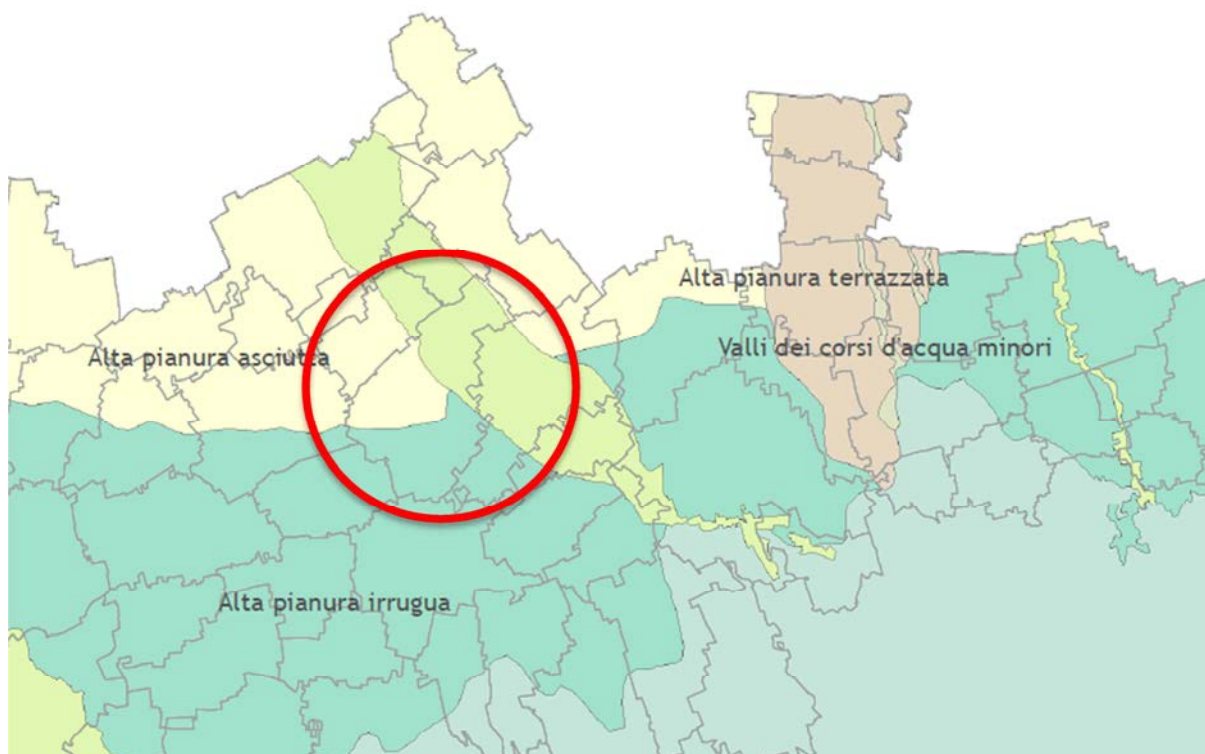 Alta pianura terrazzata
Valli dei corsi d'acqua minori
Alta pianura asciutta
Alta pianura irrugua